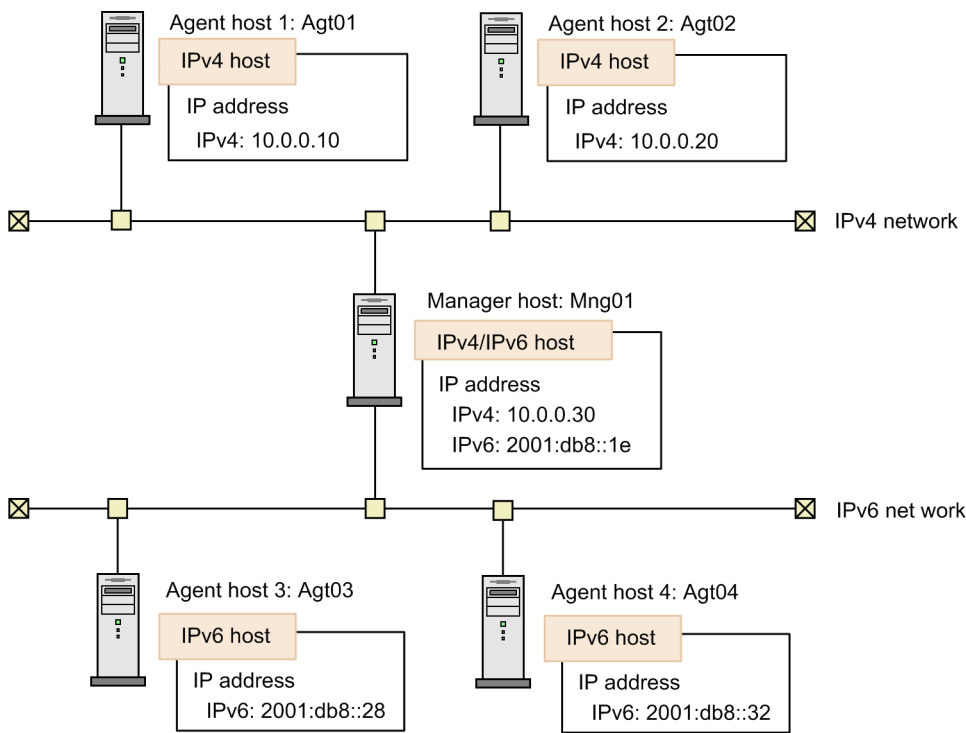 Agent host 1: Agt01
IPv4 host
IP address
IPv4: 10.0.0.10
Agent host 2: Agt02
IPv4 host
IP address
IPv4: 10.0.0.20
IPv4 network
Manager host: Mng01
IPv4/IPv6 host
IP address
IPv4: 10.0.0.30
IPv6: 2001:db8::1e
IPv6 net work
Agent host 3: Agt03
IPv6 host
IP address
IPv6: 2001:db8::28
Agent host 4: Agt04
IPv6 host
IP address
IPv6: 2001:db8::32